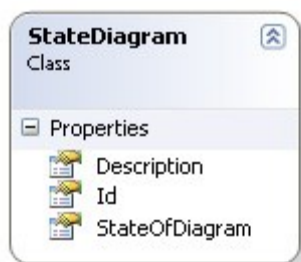 StateDiagram
Class
Properties
Description
Id
StateOfDiagram